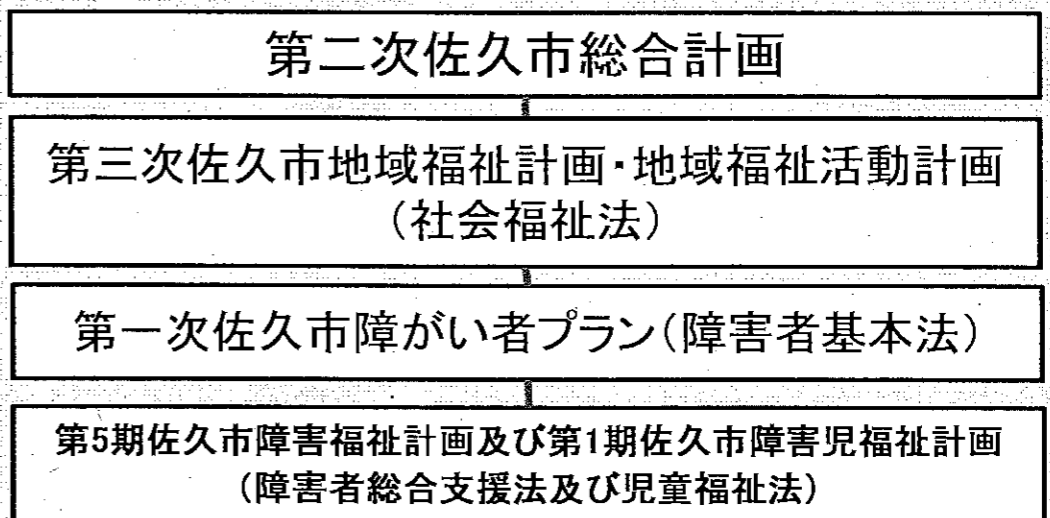 第二次佐久市総合計画
第三次佐久市地域福祉計画・地域福祉活動計画
（社会福祉法）
第一次佐久市障がい者プラン（障害者基本法）
第5期佐久市障害福祉計画及び第1期佐久市障害児福祉計画
（障害者総合支援法及び児童福祉法）